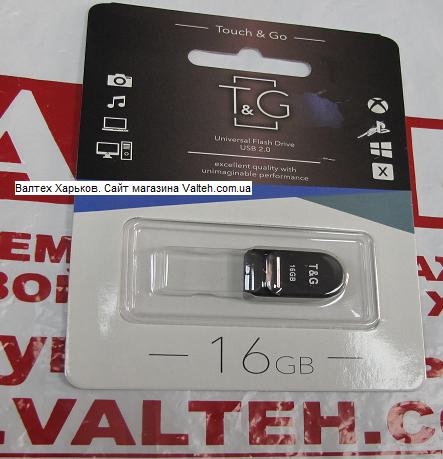 Touch & Go
T&G
Universal Flash Drive
USB 2.0
excellent quality with
unimaginable performance
X
Валтех Харьков. Сайт магазина Valteh.com.ua
T&G
16GB
16GB
.VALTEH.COM